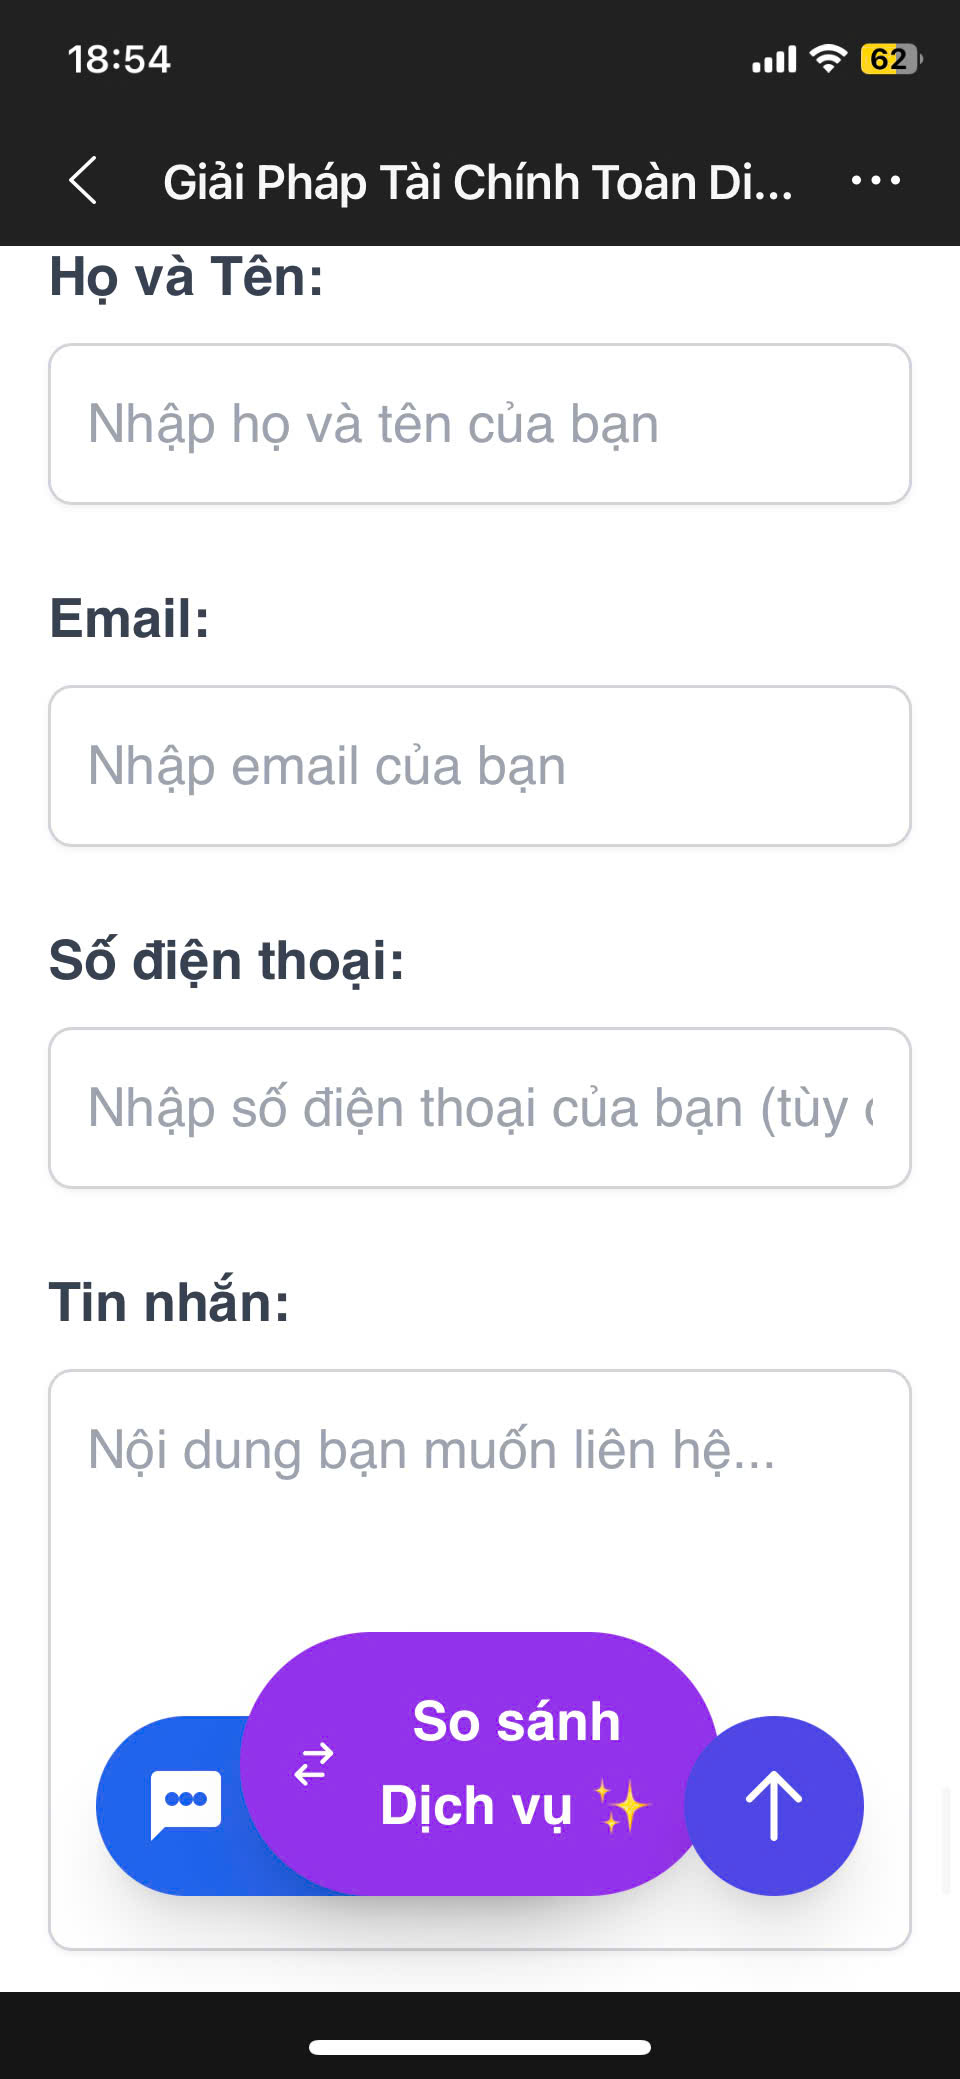 18:54
62
Giải Pháp Tài Chính Toàn Di...
Họ và Tên:
Nhập họ và tên của bạn
Email:
Nhập email của bạn
Số điện thoại:
Nhập số điện thoại của bạn (tùy
Tin nhắn:
Nội dung bạn muốn liên hệ...
So sánh
Dịch vụ ✨